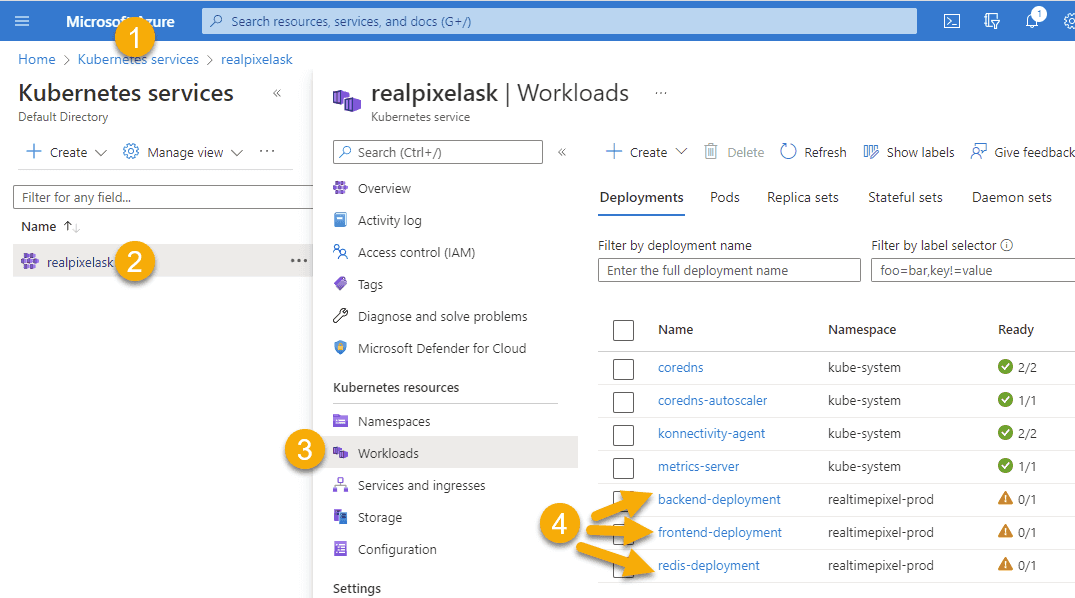 Microsoft Azure
Search resources, services, and docs (G+/)
1
1
Home > Kubernetes services > realpixelask
Kubernetes services «
Default Directory
Create
Manage view
...
Filter for any field...
Name ↑↓
realpixelask
...
2
realpixelask | Workloads ...
Kubernetes service
Search (Ctrl+/)
«
Overview
Activity log
Access control (IAM)
Tags
Diagnose and solve problems
Microsoft Defender for Cloud
Kubernetes resources
Namespaces
3
Workloads
Services and ingresses
Storage
Configuration
Settings
Create
Delete
Refresh
Show labels
Give feedback
Deployments Pods Replica sets Stateful sets Daemon sets
Filter by deployment name
Enter the full deployment name
Filter by label selector
foo=bar,key!=value
Name Namespace Ready
coredns kube-system 2/2
coredns-autoscaler kube-system 1/1
konnectivity-agent kube-system 2/2
metrics-server kube-system 1/1
4
backend-deployment realtimepixel-prod 0/1
frontend-deployment realtimepixel-prod 0/1
redis-deployment realtimepixel-prod 0/1